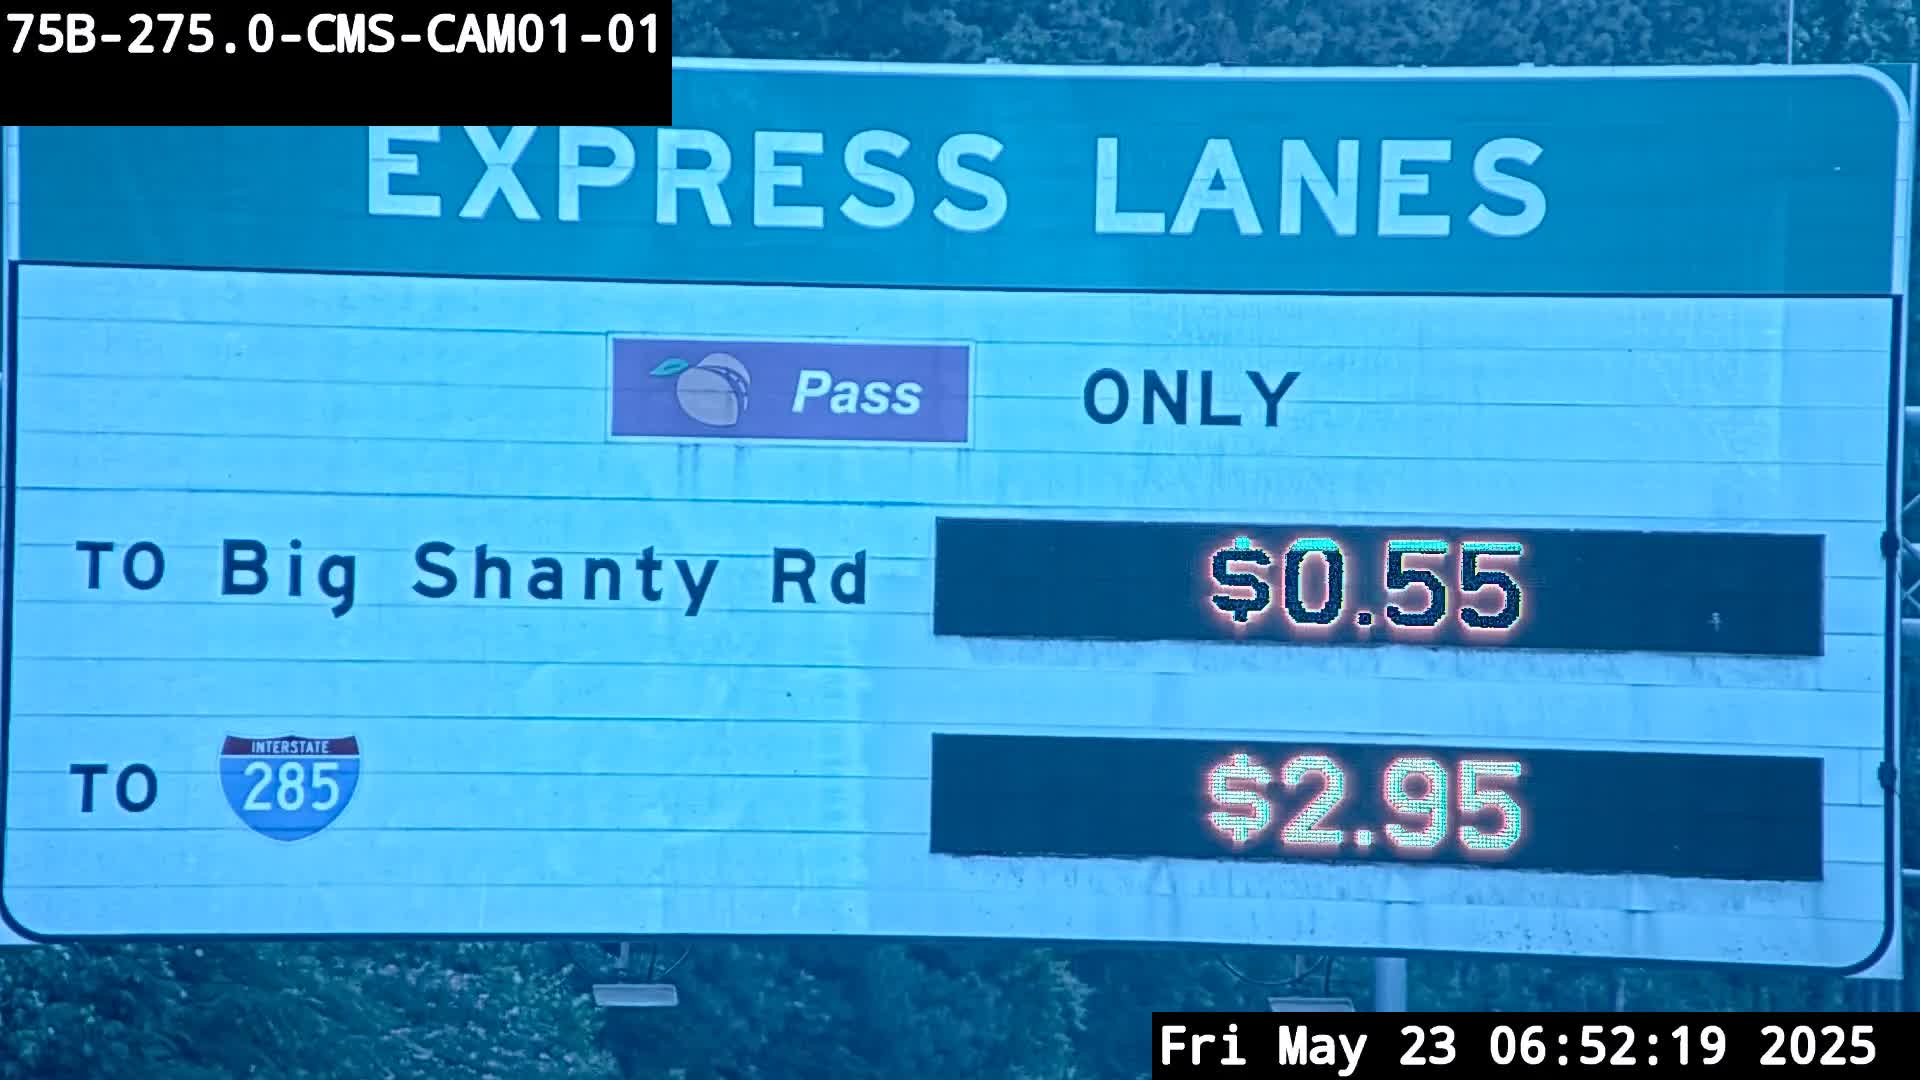 75B-275.0-CMS-CAM01-01
EXPRESS LANES
Pass ONLY
TO Big Shanty Rd $0.55
TO INTERSTATE 285 $2.95
Fri May 23 06:52:19 2025